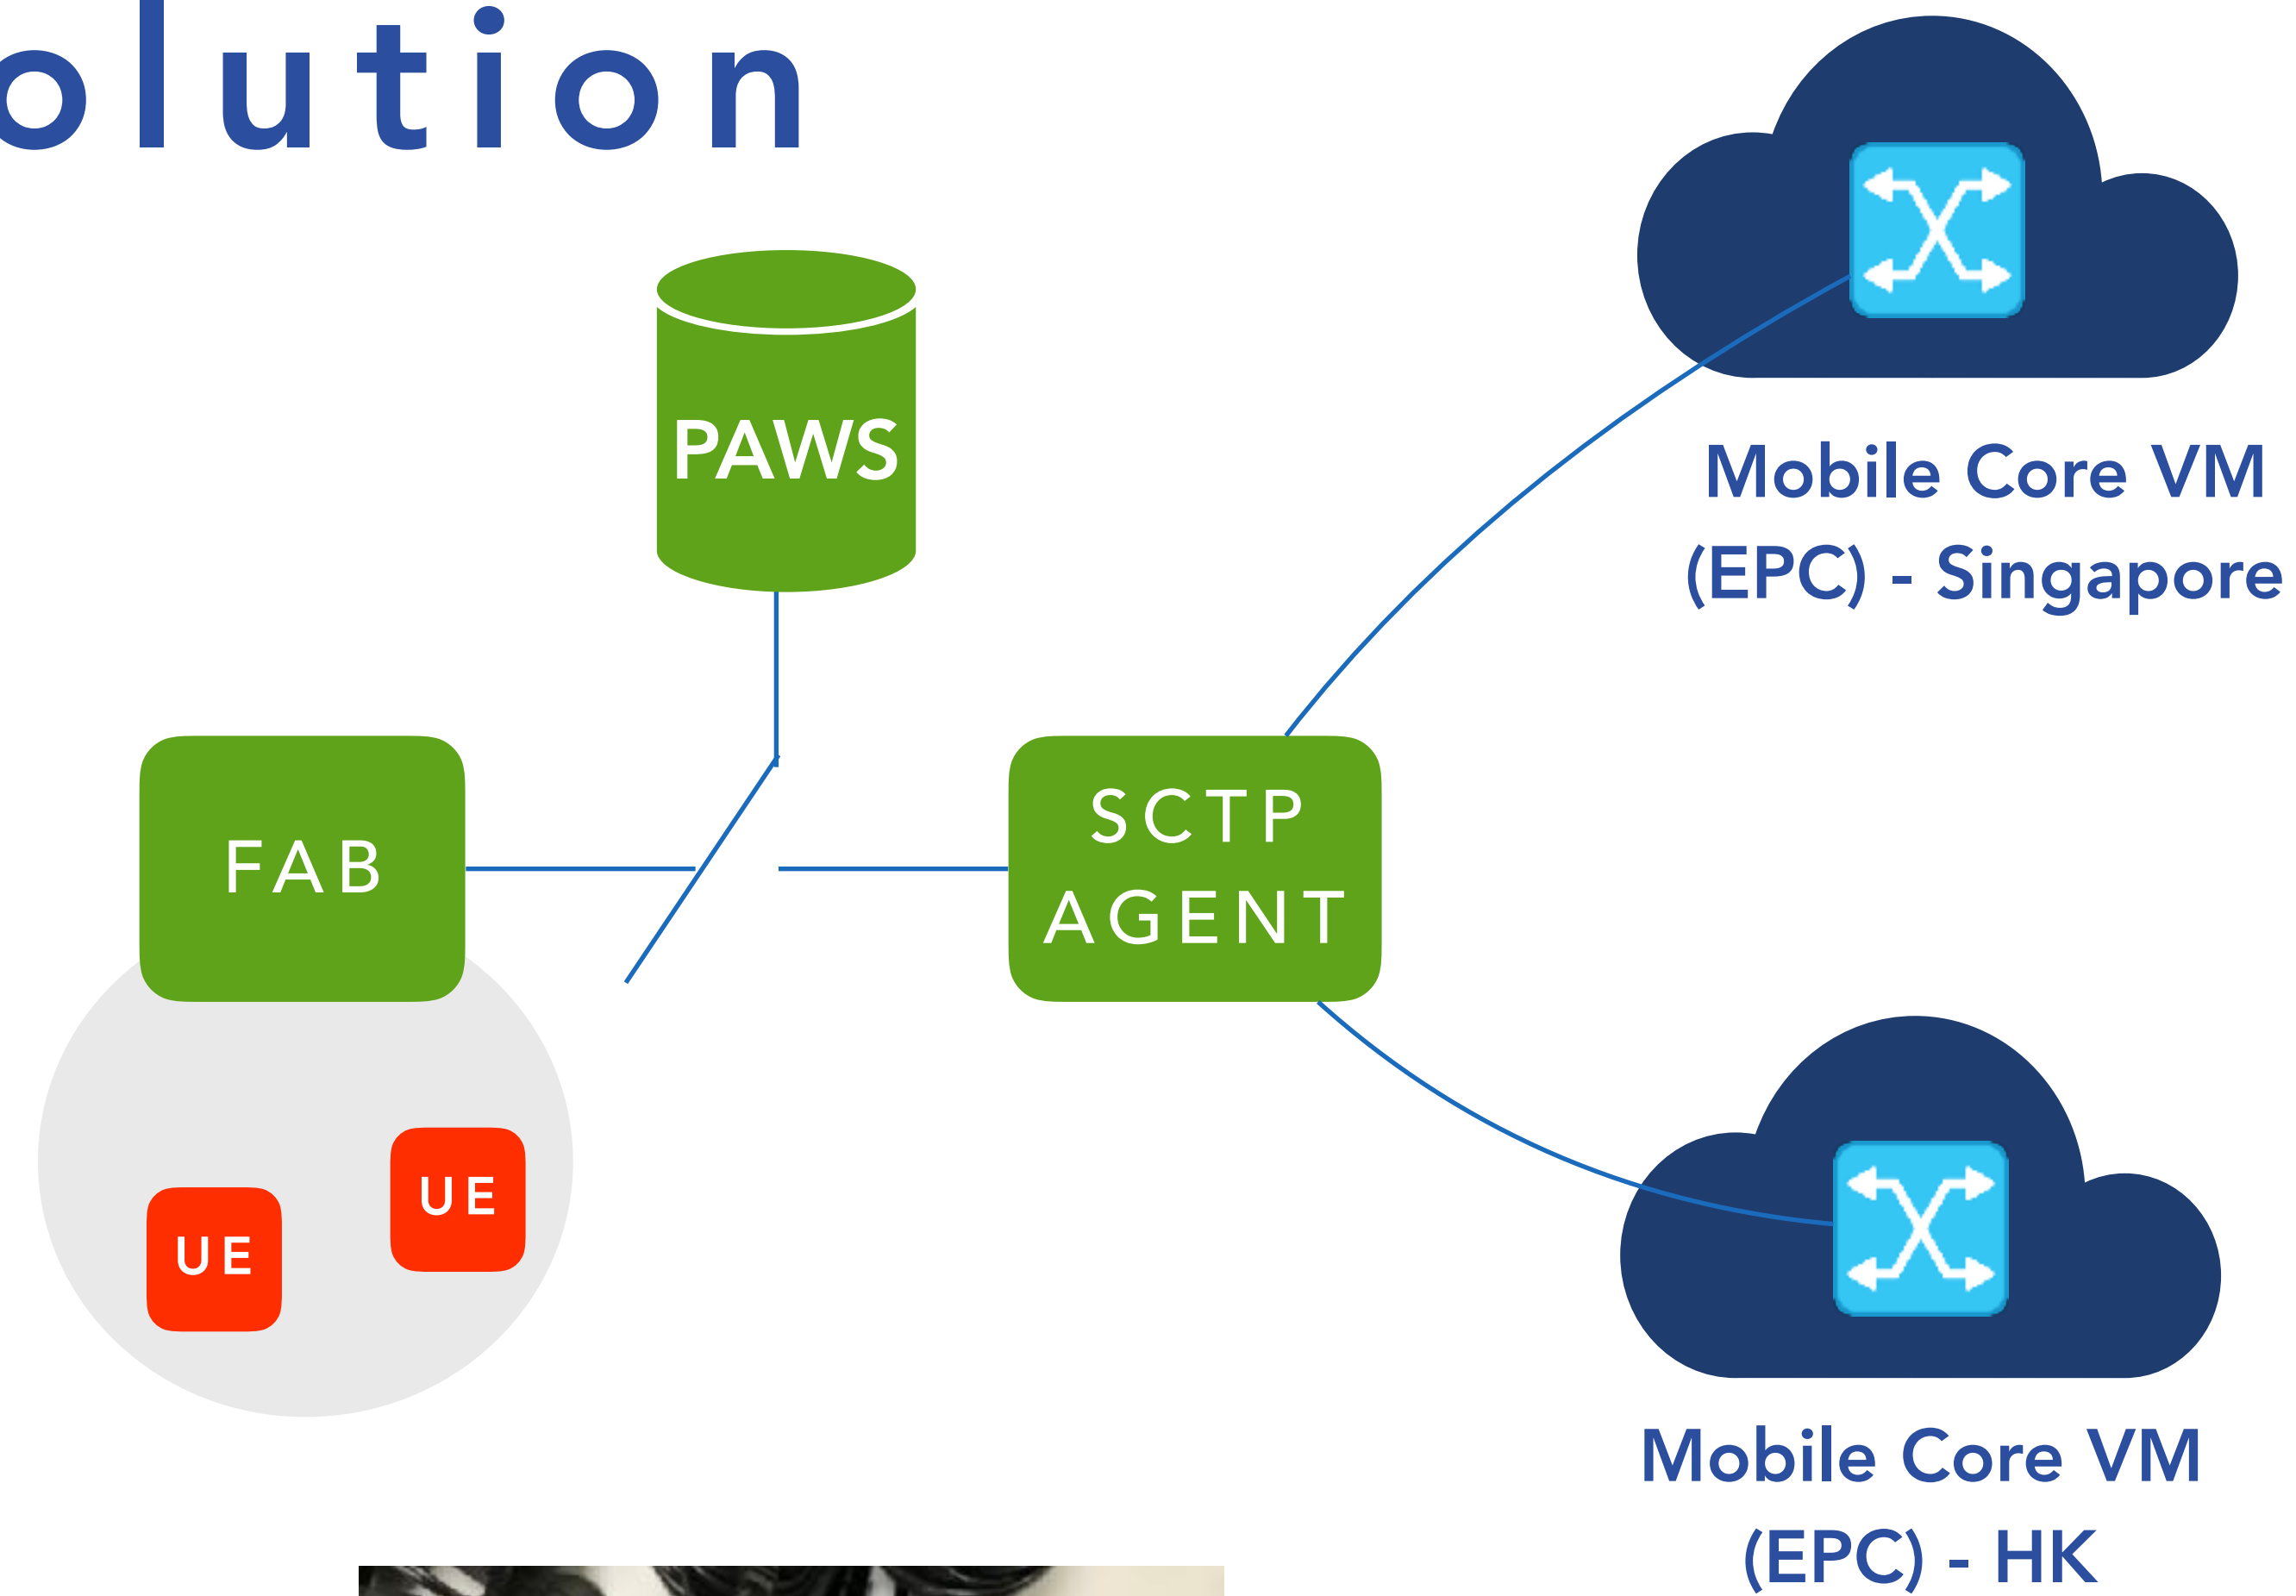 olution
PAWS
Mobile Core VM
(EPC) - Singapore
FAB
SCTP
AGENT
UE
UE
Mobile Core VM
(EPC) - HK